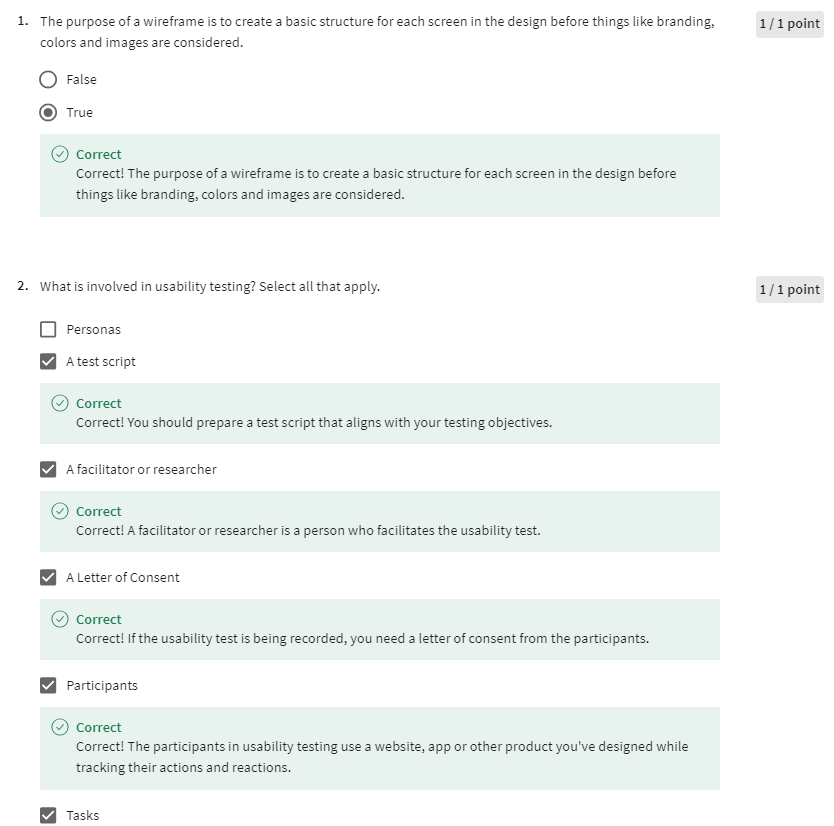 1. The purpose of a wireframe is to create a basic structure for each screen in the design before things like branding,
colors and images are considered.
1 / 1 point
False
True
Correct
Correct! The purpose of a wireframe is to create a basic structure for each screen in the design before
things like branding, colors and images are considered.
2. What is involved in usability testing? Select all that apply.
1 / 1 point
Personas
A test script
Correct
Correct! You should prepare a test script that aligns with your testing objectives.
A facilitator or researcher
Correct
Correct! A facilitator or researcher is a person who facilitates the usability test.
A Letter of Consent
Correct
Correct! If the usability test is being recorded, you need a letter of consent from the participants.
Participants
Correct
Correct! The participants in usability testing use a website, app or other product you've designed while
tracking their actions and reactions.
Tasks